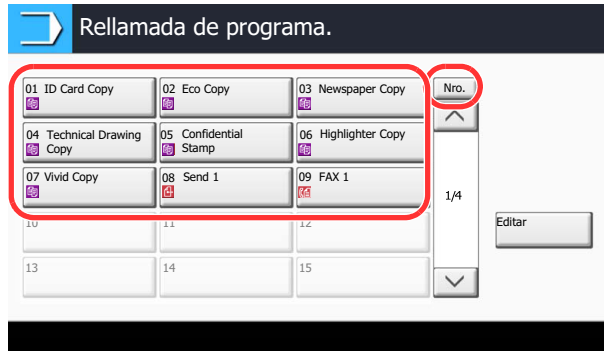 Rellamada de programa.
01 ID Card Copy
02 Eco Copy
03 Newspaper Copy
Nro.
04 Technical Drawing
Copy
05 Confidential
Stamp
06 Highlighter Copy
07 Vivid Copy
08 Send 1
09 FAX 1
1/4
10
11
12
Editar
13
14
15